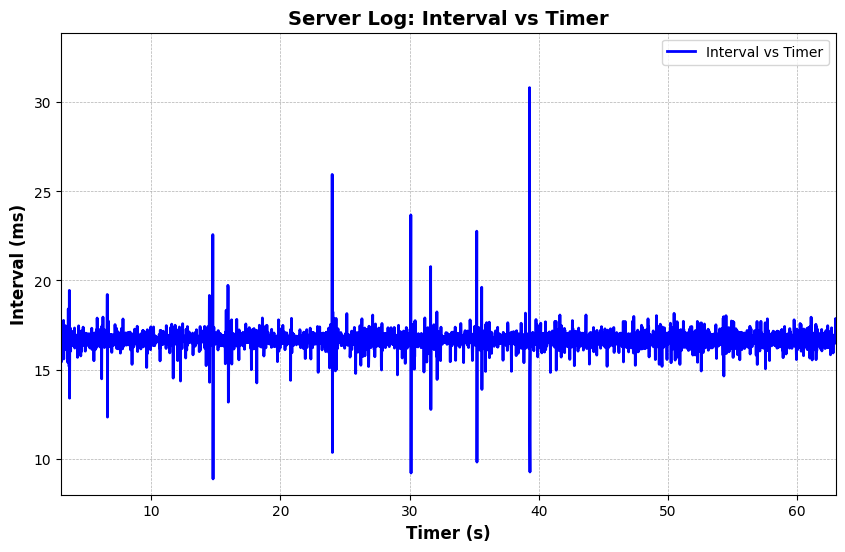 Server Log: Interval vs Timer
Interval vs Timer
30
25
20
15
10
Interval (ms)
10 20 30 40 50 60
Timer (s)